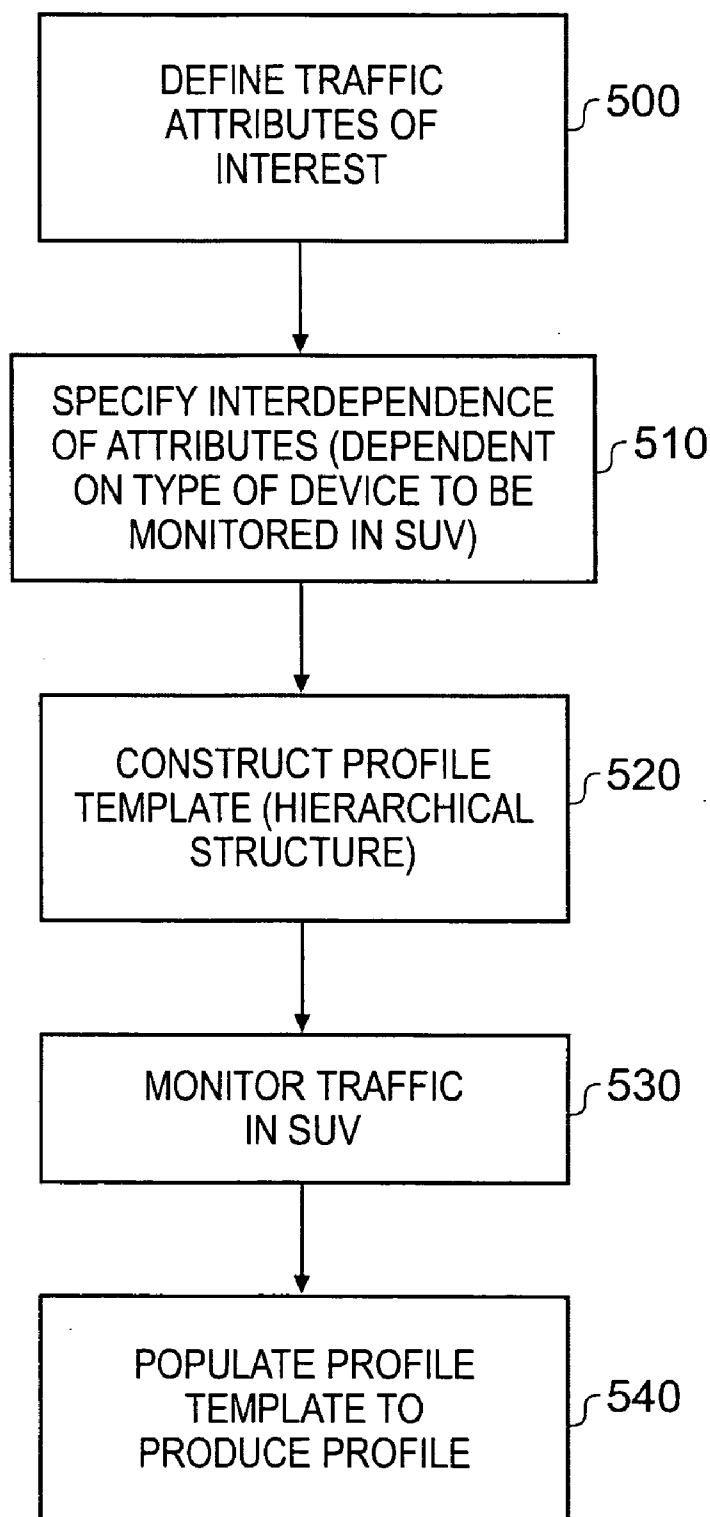 DEFINE TRAFFIC
ATTRIBUTES OF
INTEREST
500
SPECIFY INTERDEPENDENCE
OF ATTRIBUTES (DEPENDENT
ON TYPE OF DEVICE TO BE
MONITORED IN SUV)
510
CONSTRUCT PROFILE
TEMPLATE (HIERARCHICAL
STRUCTURE)
520
MONITOR TRAFFIC
IN SUV
530
POPULATE PROFILE
TEMPLATE TO
PRODUCE PROFILE
540